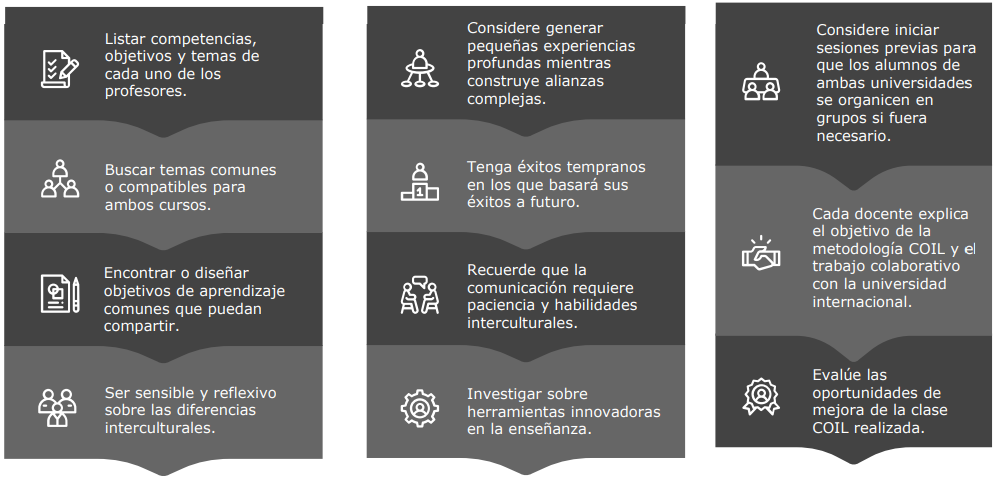 Listar competencias,
objetivos y temas de
cada uno de los
profesores.
Buscar temas comunes
o compatibles para
ambos cursos.
Encontrar o diseñar
objetivos de aprendizaje
comunes que puedan
compartir.
Ser sensible y reflexivo
sobre las diferencias
interculturales.
Considere generar
pequeñas experiencias
profundas mientras
construye alianzas
complejas.
Tenga éxitos tempranos
en los que basará sus
éxitos a futuro.
1
Recuerde que la
comunicación requiere
paciencia y habilidades
interculturales.
Investigar sobre
herramientas innovadoras
en la enseñanza.
Considere iniciar
sesiones previas para
que los alumnos de
ambas universidades
se organicen en
grupos si fuera
necesario.
Cada docente explica
el objetivo de la
metodología COIL y el
trabajo colaborativo
con la universidad
internacional.
Evalúe las
oportunidades de
mejora de la clase
COIL realizada.